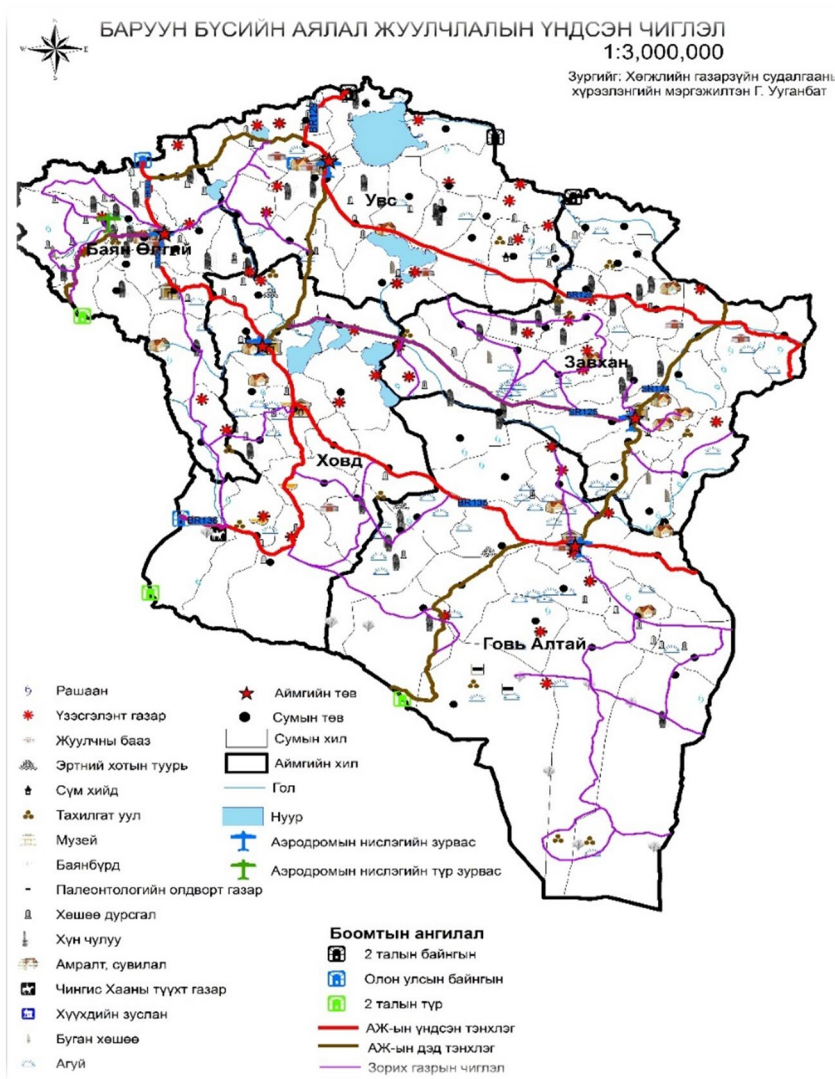 БАРУУН БҮСИЙН АЯЛАЛ ЖУУЛЧЛАЛЫН ҮНДСЭН ЧИГЛЭЛ
1:3,000,000
Зургийг: Хөгжлийн газарзүйн судалгааны
хүрээлэнгийн мэргэжилтэн Г. Ууганбат
Увс
Баян Өлгий
Завхан
BR124
BR125
Ховд
BR136
Говь Алтай
Рашаан
Үзэсгэлэнт газар
Жуулчны бааз
Эртний хотын туурь
Сүм хийд
Тахилгат уул
Музей
Баянбүрд
Палеонтологийн олдворт газар
Хөшөө дурсгал
Хүн чулуу
Амралт, сувилал
Чингис Хааны түүхт газар
Хүүхдийн зуслан
Буган хөшөө
Агуй
Аймгийн төв
Сумын төв
Сумын хил
Аймгийн хил
Гол
Нуур
Аэродромын нислэгийн зурвас
Аэродромын нислэгийн түр зурвас
Боомтын ангилал
2 талын байнгын
Олон улсын байнгын
2 талын түр
АЖ-ын үндсэн тэнхлэг
АЖ-ын дэд тэнхлэг
Зорих газрын чиглэл